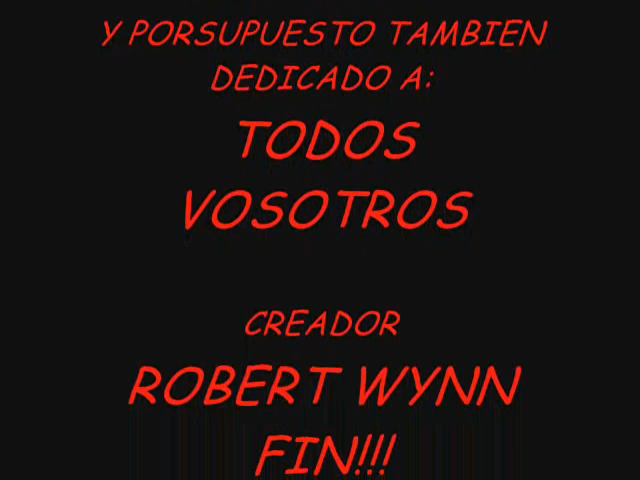 Y PORSUPUESTO TAMBIEN
DEDICADO A:
TODOS
VOSOTROS
CREADOR
ROBERT WYNN
FIN!!!